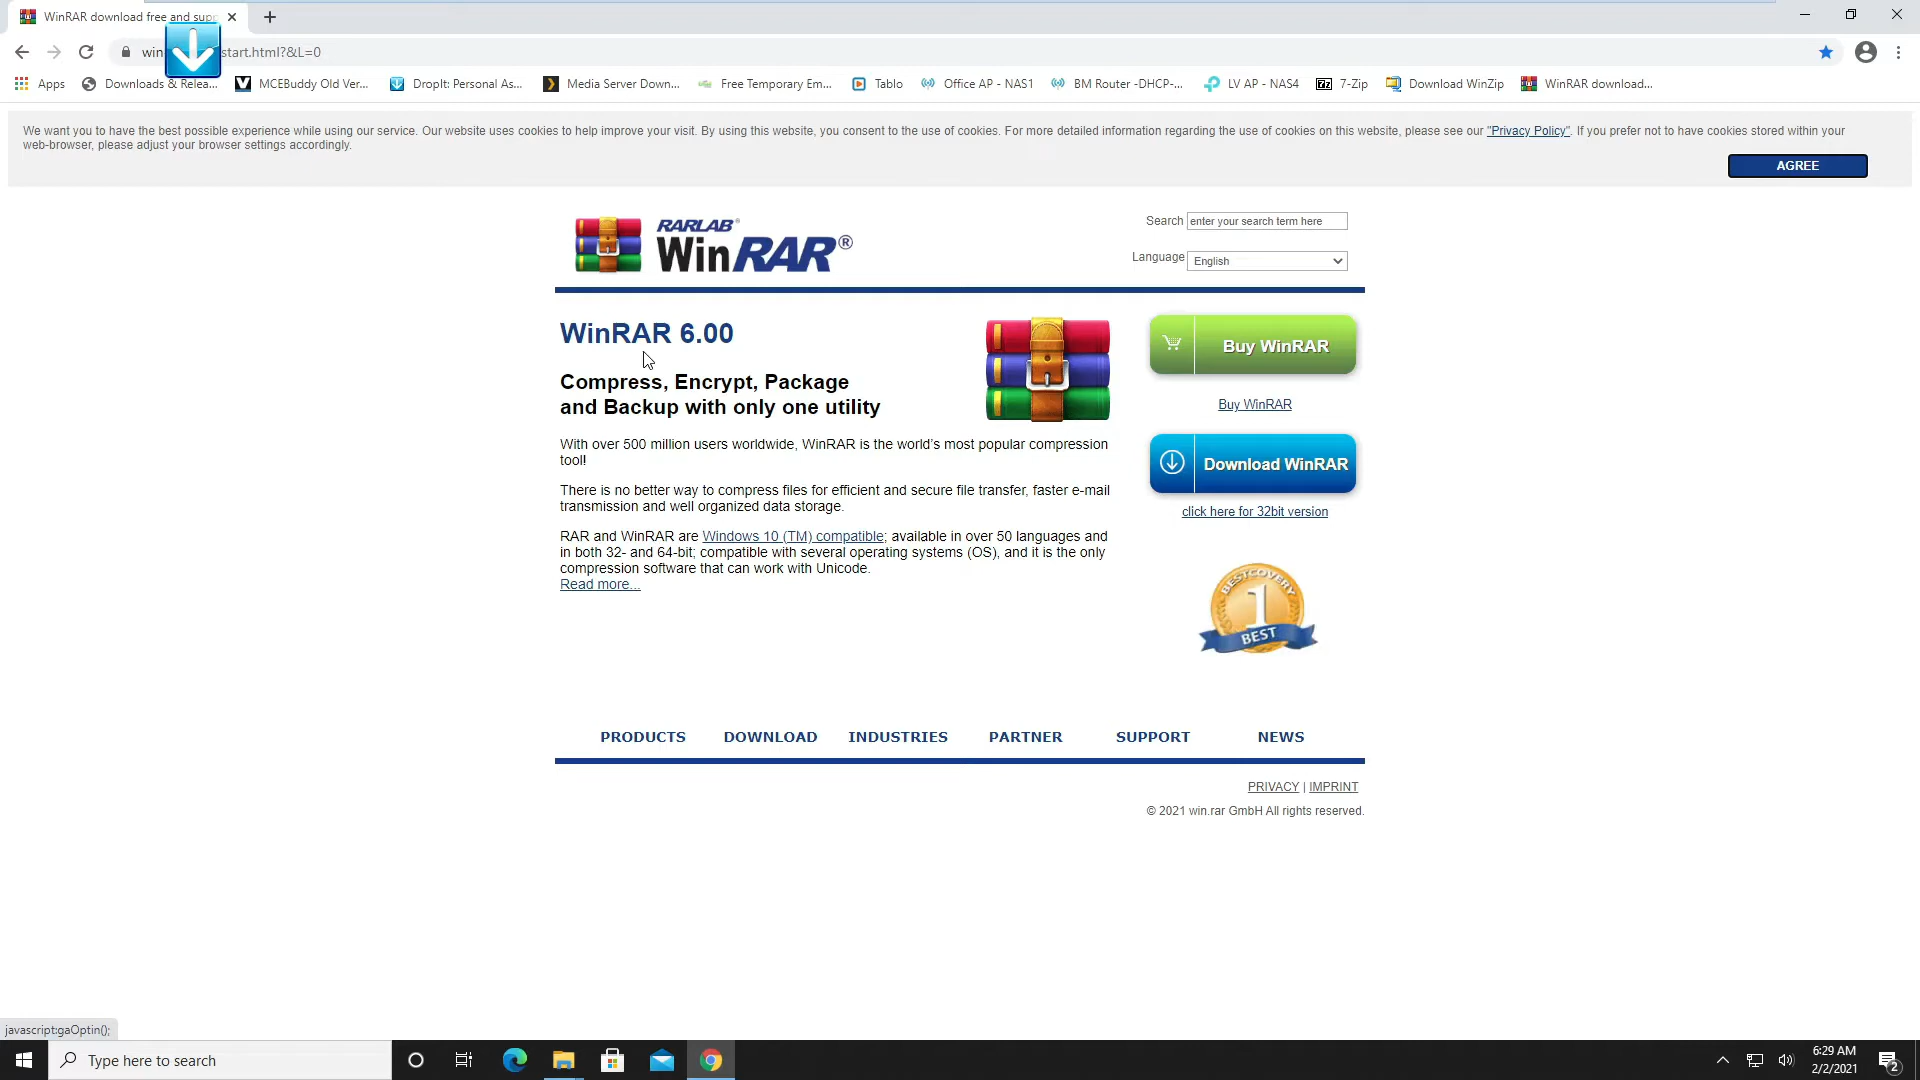 WinRAR download free and supp
win
start.html?&L=0
Apps
Downloads & Relea...
MCEBuddy Old Ver...
DropIt: Personal As...
Media Server Down...
Free Temporary Em...
Tablo
Office AP - NAS1
BM Router -DHCP-...
LV AP - NAS4
7-Zip
Download WinZip
WinRAR download...
We want you to have the best possible experience while using our service. Our website uses cookies to help improve your visit. By using this website, you consent to the use of cookies. For more detailed information regarding the use of cookies on this website, please see our "Privacy Policy". If you prefer not to have cookies stored within your
web-browser, please adjust your browser settings accordingly.
AGREE
RARLAB®
WinRAR®
Search
enter your search term here
Language
English
WinRAR 6.00
Compress, Encrypt, Package
and Backup with only one utility
With over 500 million users worldwide, WinRAR is the world's most popular compression
tool!
There is no better way to compress files for efficient and secure file transfer, faster e-mail
transmission and well organized data storage.
RAR and WinRAR are Windows 10 (TM) compatible; available in over 50 languages and
in both 32- and 64-bit; compatible with several operating systems (OS), and it is the only
compression software that can work with Unicode.
Read more...
Buy WinRAR
Buy WinRAR
Download WinRAR
click here for 32bit version
BESTCOVERY
1
BEST
PRODUCTS
DOWNLOAD
INDUSTRIES
PARTNER
SUPPORT
NEWS
PRIVACY | IMPRINT
© 2021 win.rar GmbH All rights reserved.
javascript:gaOptin();
Type here to search
6:29 AM
2/2/2021
2